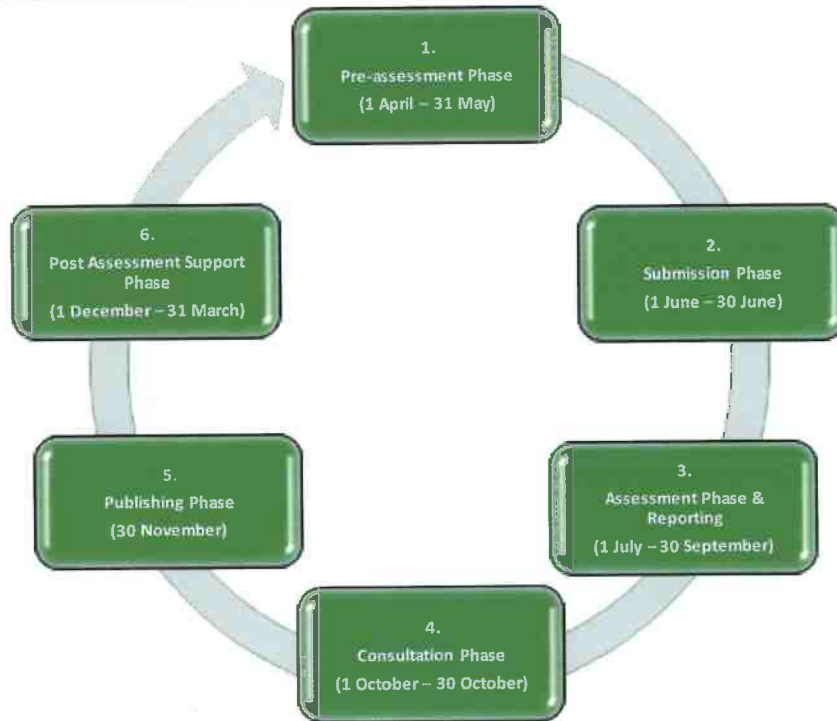 1.
Pre-assessment Phase
(1 April – 31 May)
2.
Submission Phase
(1 June – 30 June)
3.
Assessment Phase &
Reporting
(1 July – 30 September)
4.
Consultation Phase
(1 October – 30 October)
5.
Publishing Phase
(30 November)
6.
Post Assessment Support
Phase
(1 December – 31 March)